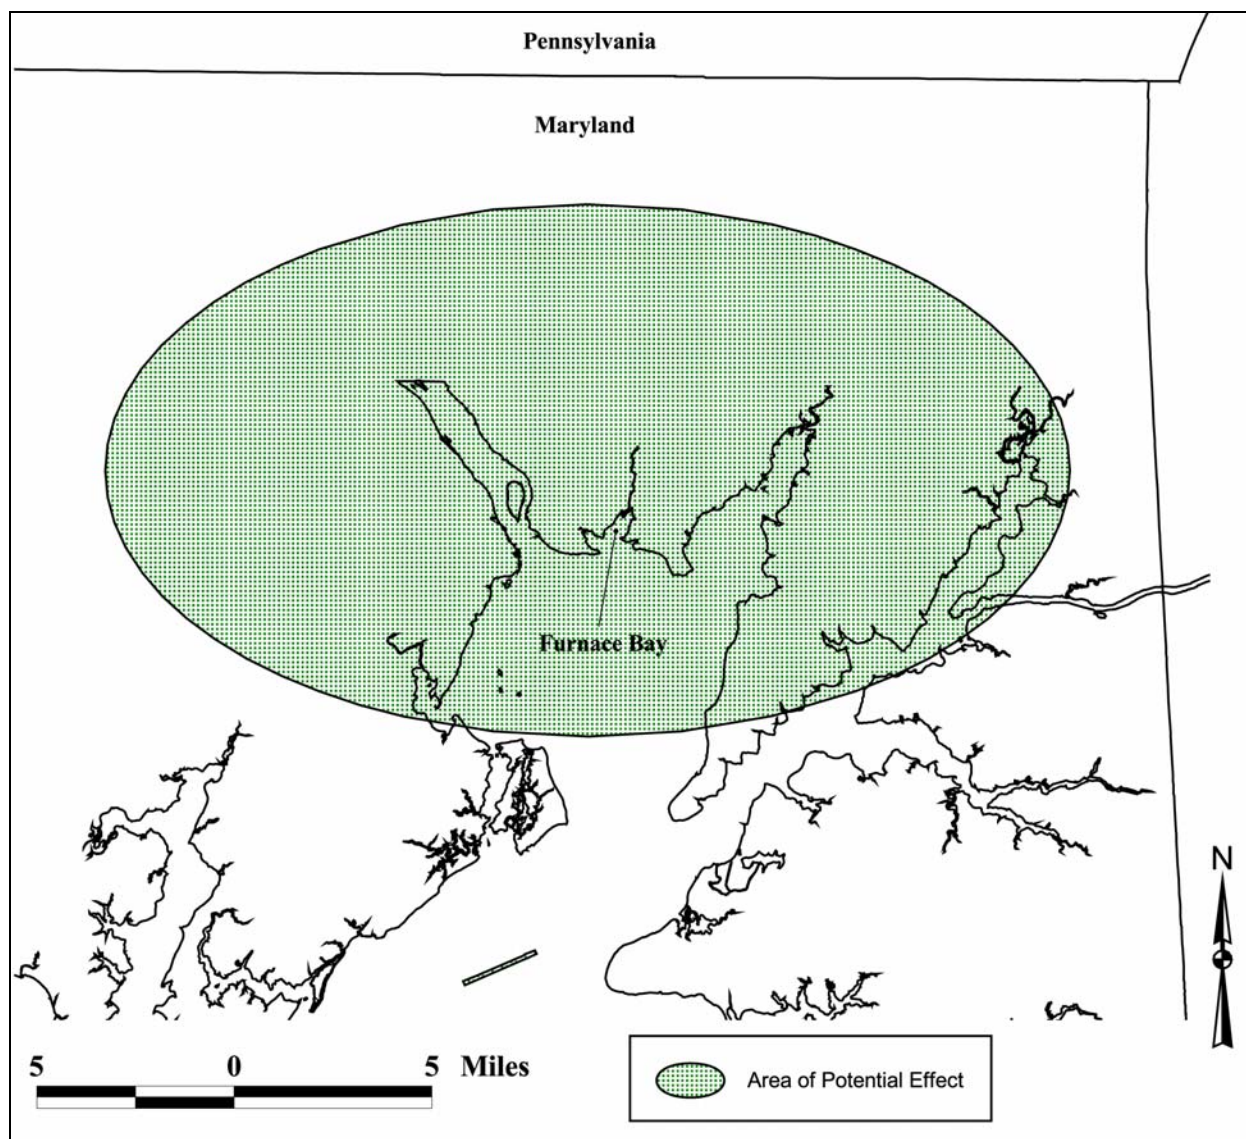 Pennsylvania
Maryland
Furnace Bay
N
5 0 5 Miles
Area of Potential Effect